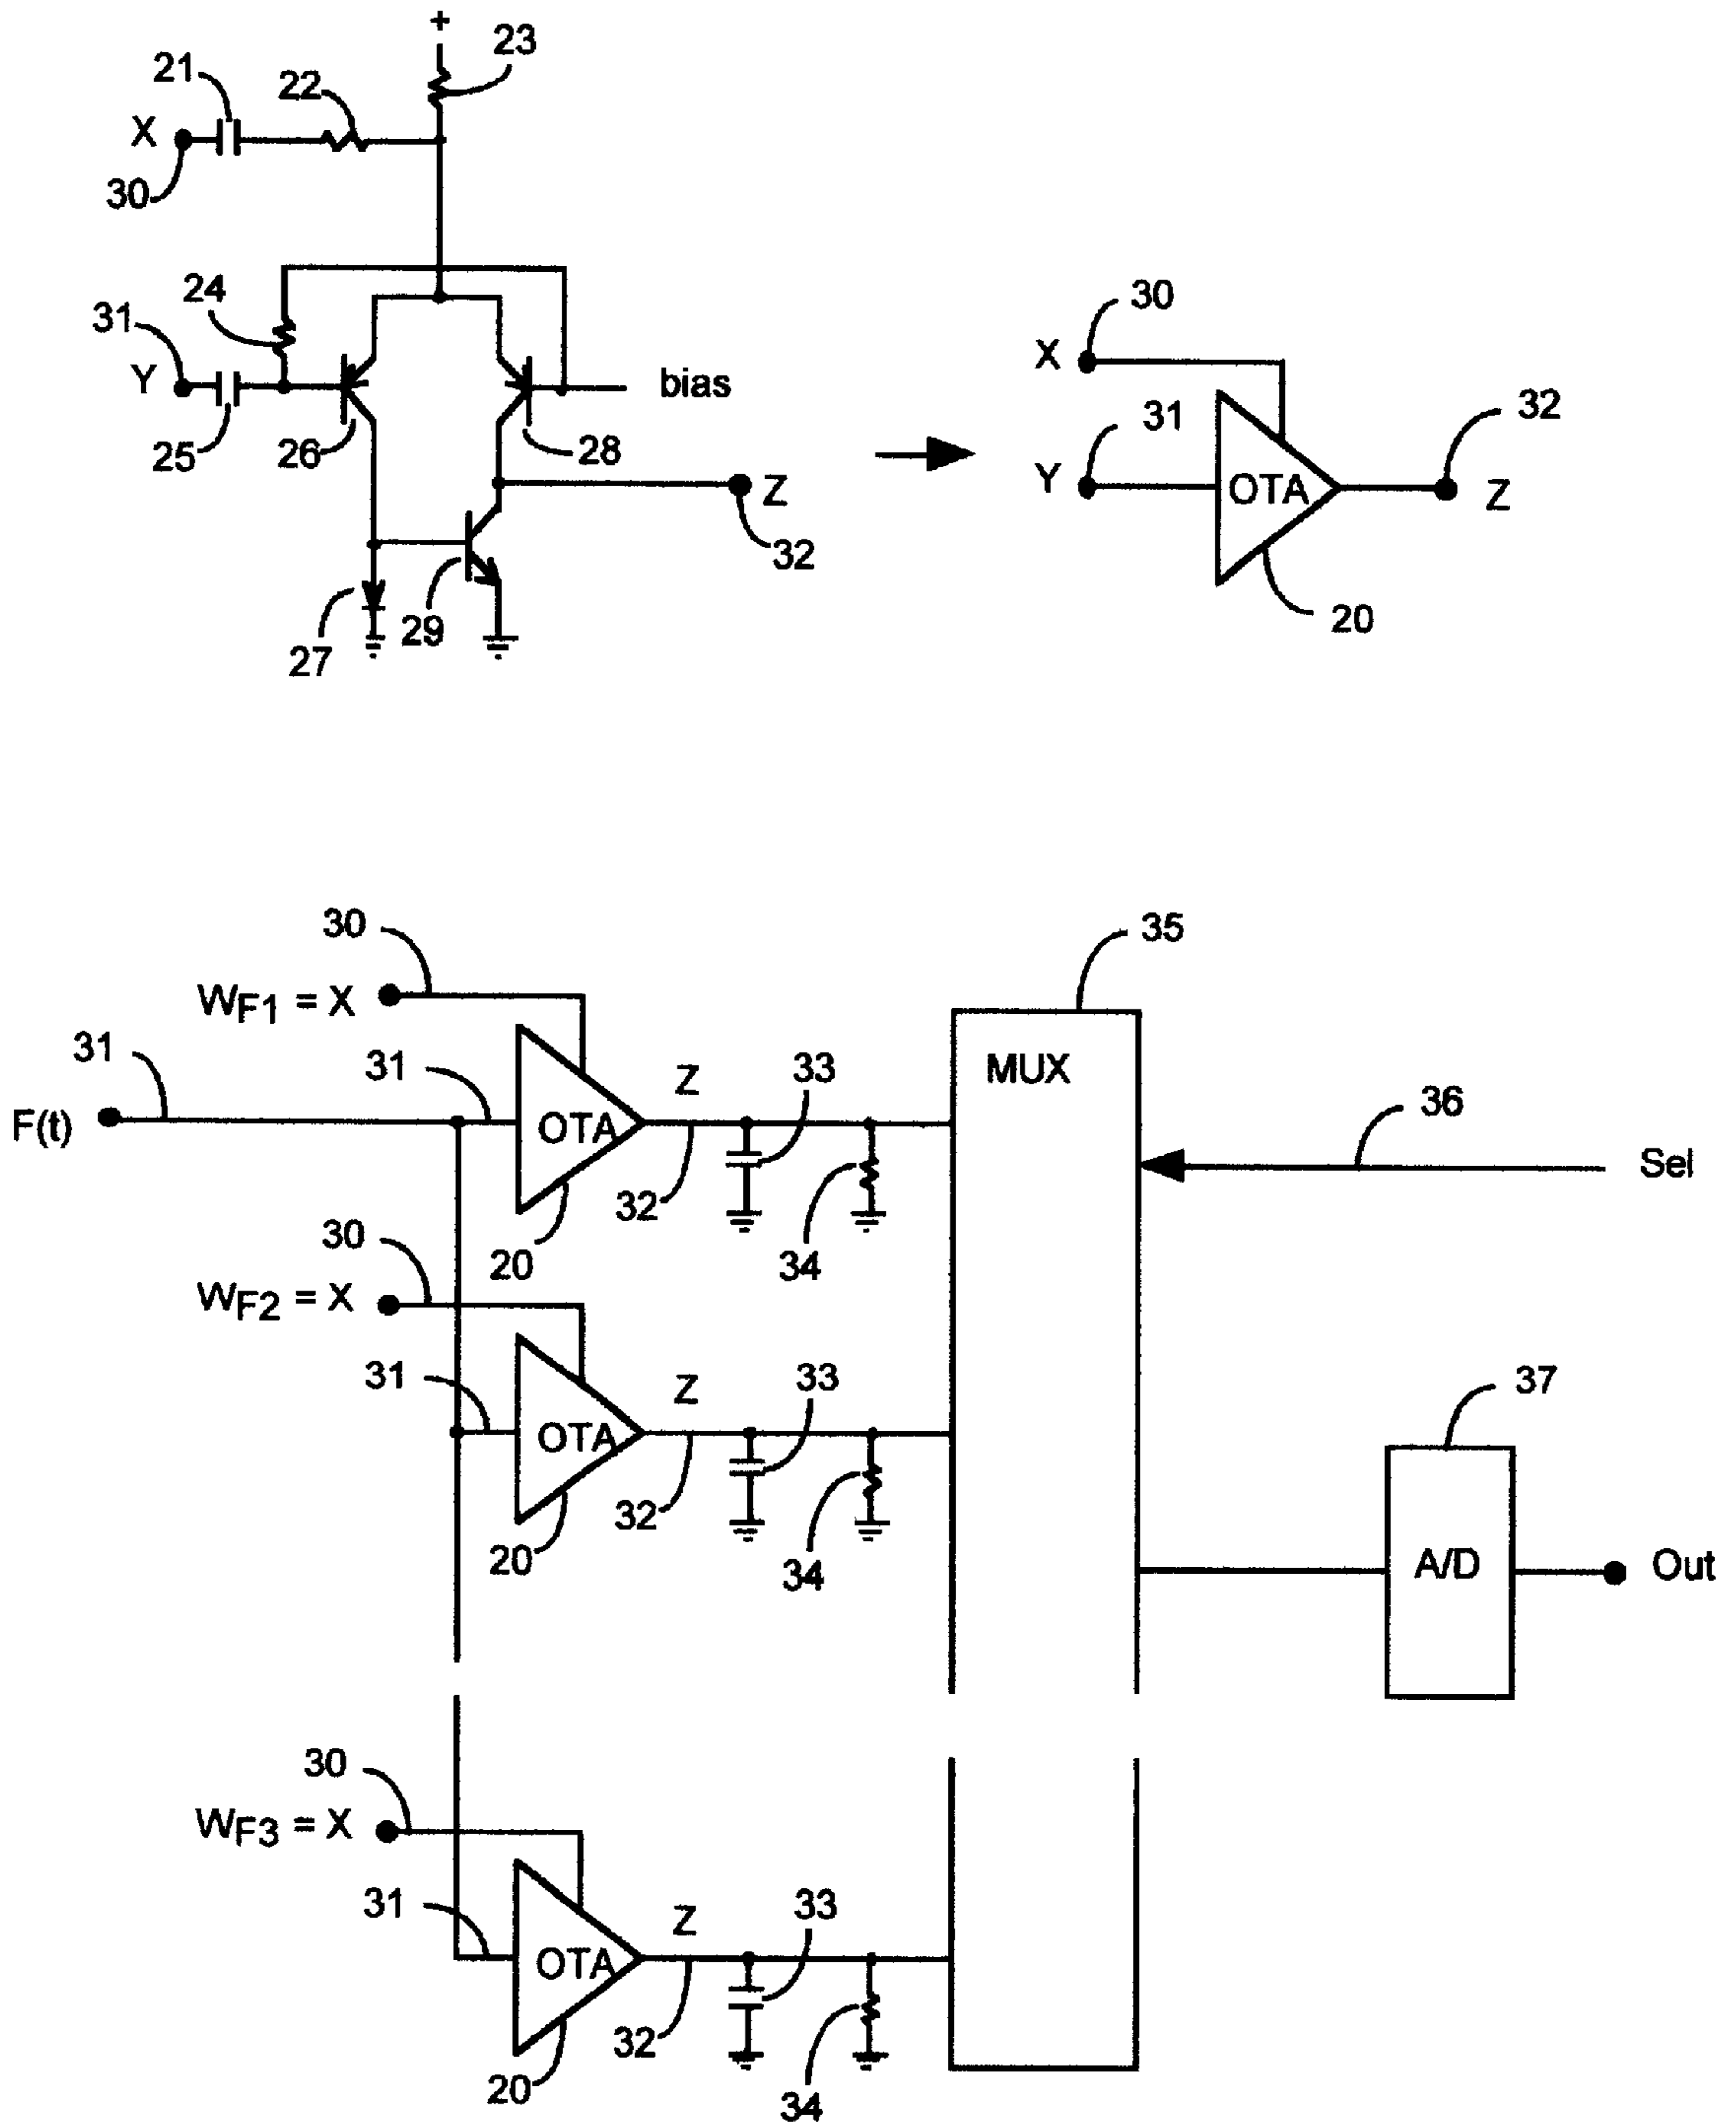 +
23
21
22
X
30
24
31
Y
25
26
28
bias
Z
32
27
29
30
X
31
Y
OTA
32
Z
20
30
WF1 = X
35
31
F(t)
31
OTA
Z
33
MUX
36
Sel
32
34
20
30
WF2 = X
31
OTA
Z
33
37
32
34
20
A/D
Out
30
WF3 = X
31
OTA
Z
33
32
34
20